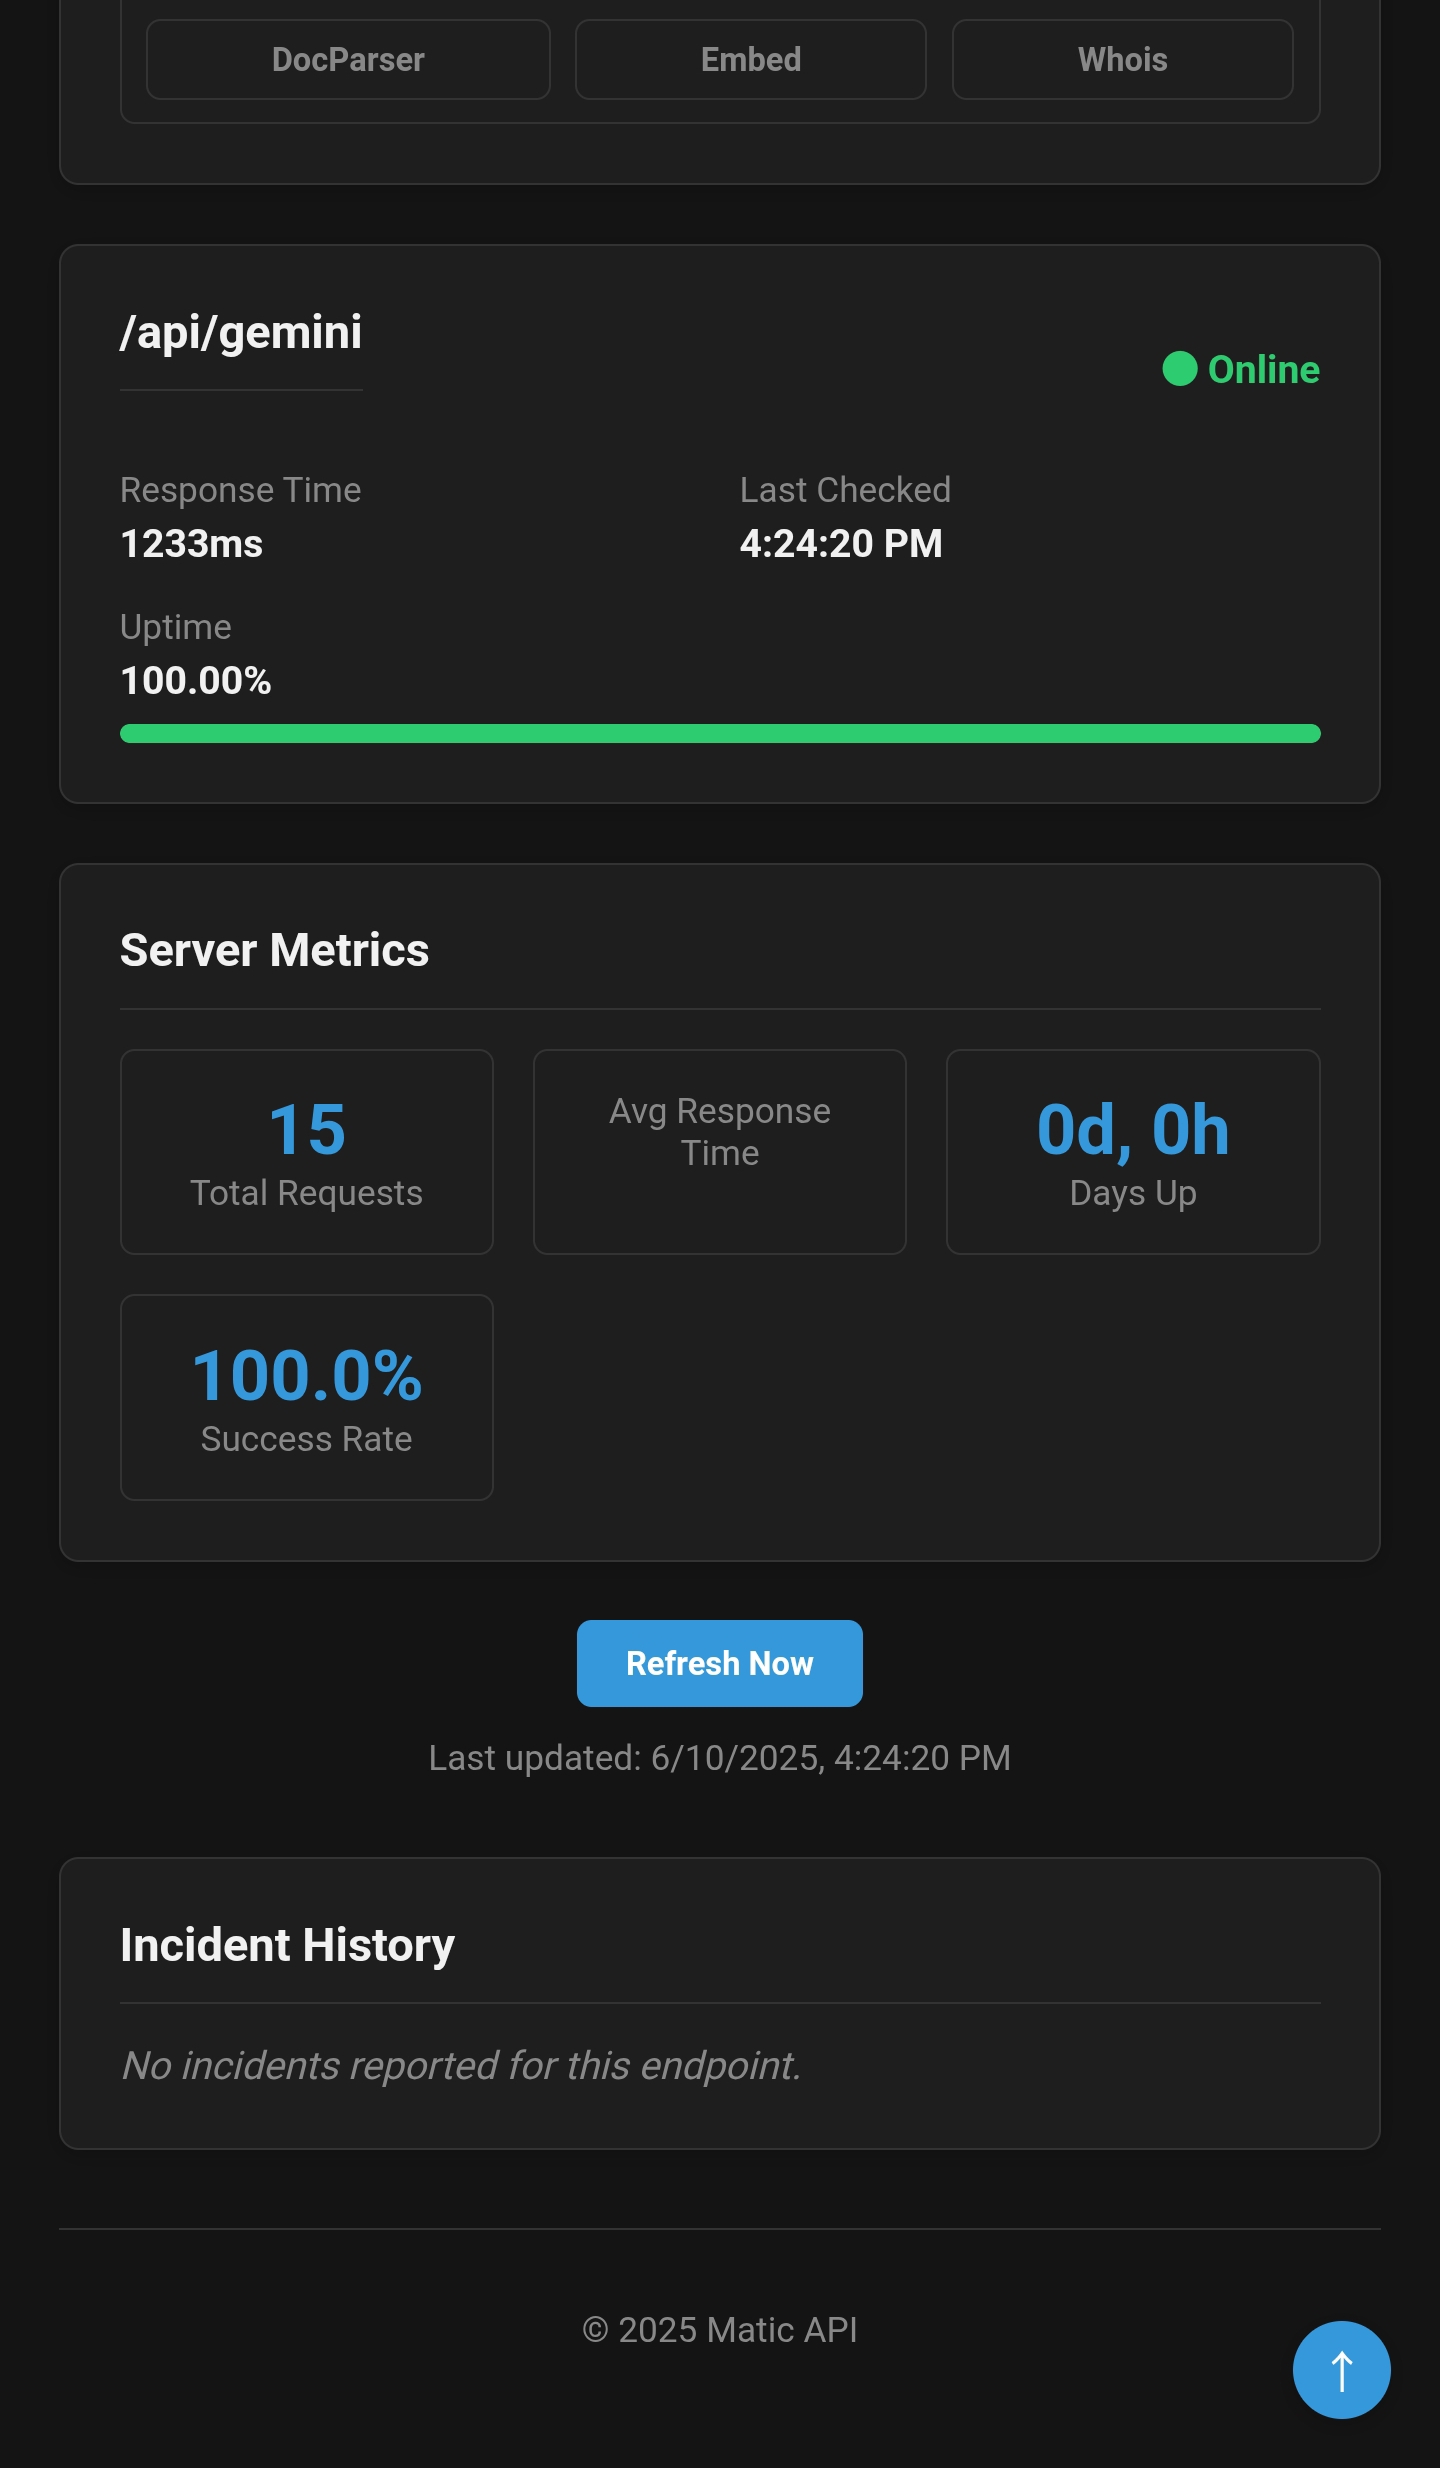 DocParser
Embed
Whois
/api/gemini
Online
Response Time
Last Checked
1233ms
4:24:20 PM
Uptime
100.00%
Server Metrics
15
Total Requests
Avg Response
Time
0d, 0h
Days Up
100.0%
Success Rate
Refresh Now
Last updated: 6/10/2025, 4:24:20 PM
Incident History
No incidents reported for this endpoint.
© 2025 Matic API
↑